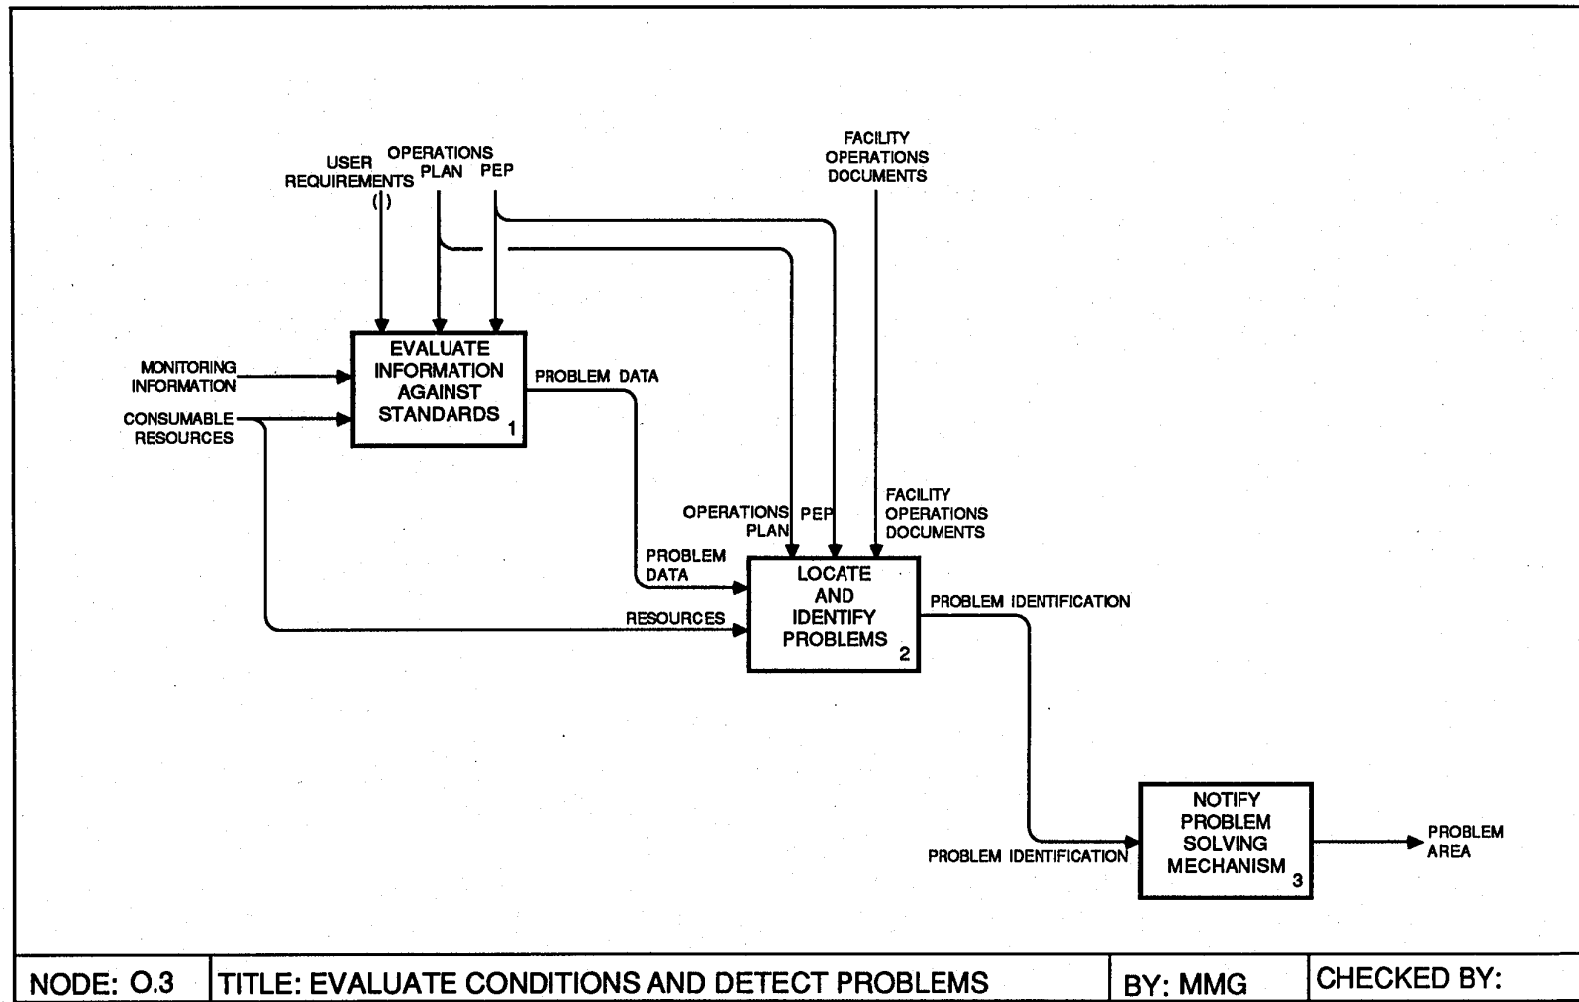 FACILITY
OPERATIONS
DOCUMENTS
OPERATIONS
PLAN
PEP
USER
REQUIREMENTS
( )
MONITORING
INFORMATION
CONSUMABLE
RESOURCES
EVALUATE
INFORMATION
AGAINST
STANDARDS
1
PROBLEM DATA
OPERATIONS
PLAN
PEP
FACILITY
OPERATIONS
DOCUMENTS
PROBLEM
DATA
RESOURCES
LOCATE
AND
IDENTIFY
PROBLEMS
2
PROBLEM IDENTIFICATION
PROBLEM IDENTIFICATION
NOTIFY
PROBLEM
SOLVING
MECHANISM
3
PROBLEM
AREA
NODE: O.3
TITLE: EVALUATE CONDITIONS AND DETECT PROBLEMS
BY: MMG
CHECKED BY: